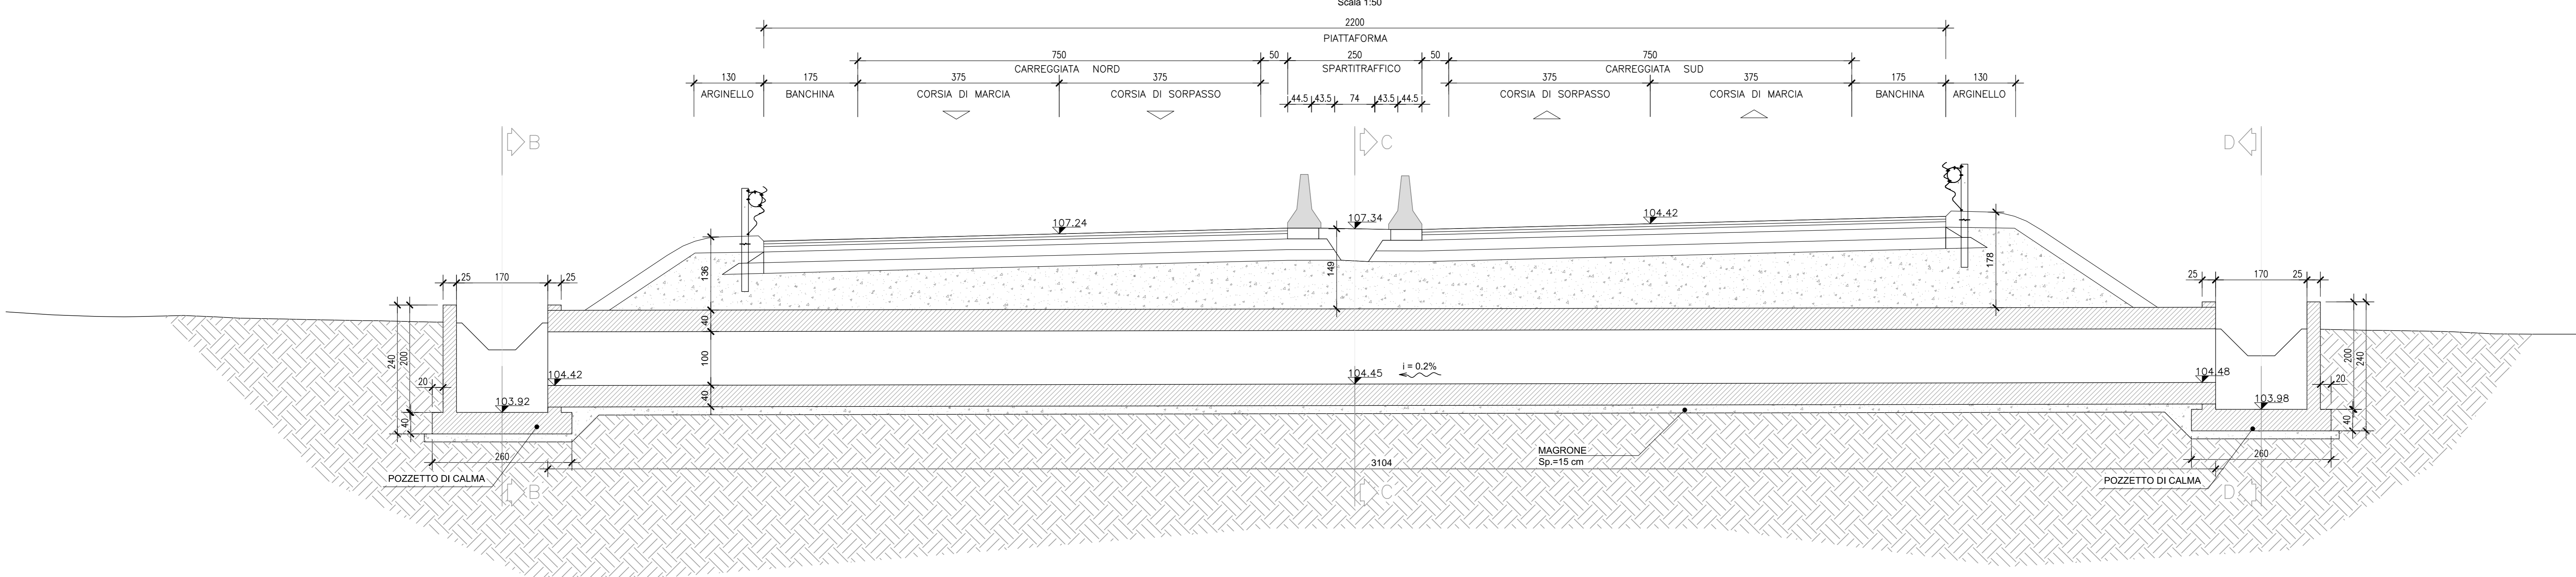 Scala 1:50
2200
PIATTAFORMA
750 50 250 50 750
CARREGGIATA NORD SPARTITRAFFICO CARREGGIATA SUD
130 175 375 375 375 375 175 130
ARGINELLO BANCHINA CORSIA DI MARCIA CORSIA DI SORPASSO CORSIA DI SORPASSO CORSIA DI MARCIA BANCHINA ARGINELLO
44.5 43.5 74 43.5 44.5
B C D
107.24 107.34 104.42
136 149 178
25 170 25 25 170 25
40
240 200 100 200 240
20 104.42 104.45 i = 0.2% 104.48 20
103.92 40 103.98
40 40
MAGRONE
Sp.=15 cm
260 3104 260
POZZETTO DI CALMA POZZETTO DI CALMA
B C D